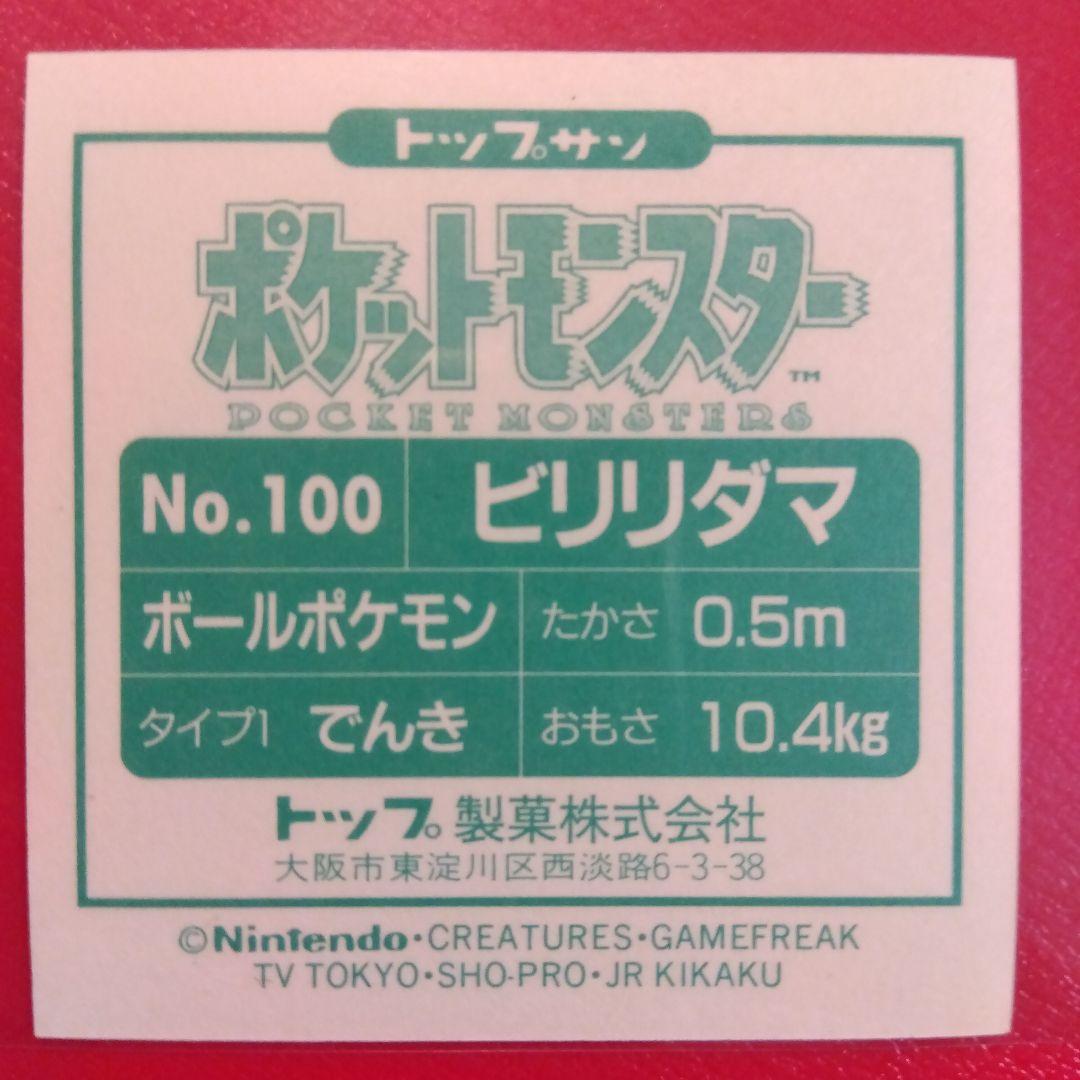 トップサン
ポケットモンスター™
POCKET MONSTERS
No.100 ビリリダマ
ボールポケモン たかさ 0.5m
タイプ1 でんき おもさ 10.4kg
トップ製菓株式会社
大阪市東淀川区西淡路6-3-38
©Nintendo・CREATURES・GAMEFREAK
TV TOKYO・SHO-PRO・JR KIKAKU